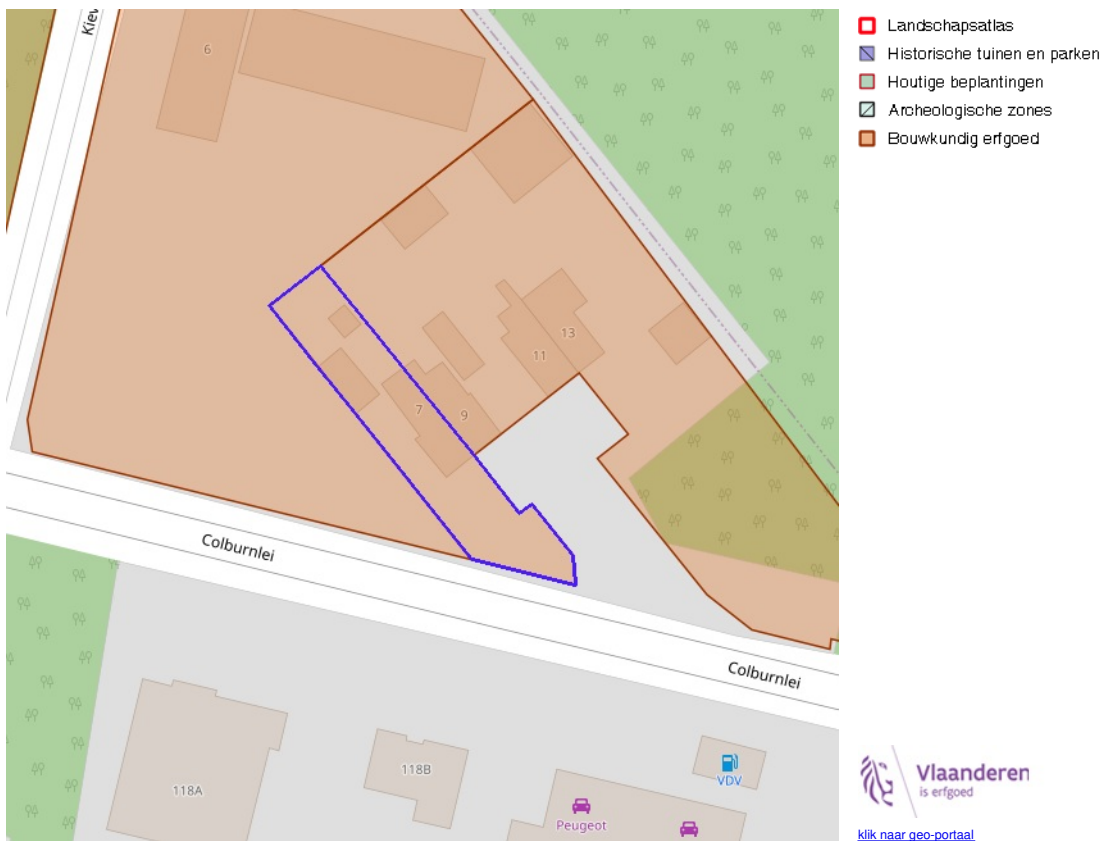 Kiev
6
13
11
7
9
Colburnlei
Colburnlei
118A
118B
VDV
Peugeot
Landschapsatlas
Historische tuinen en parken
Houtige beplantingen
Archeologische zones
Bouwkundig erfgoed
Vlaanderen
is erfgoed
klik naar geo-portaal